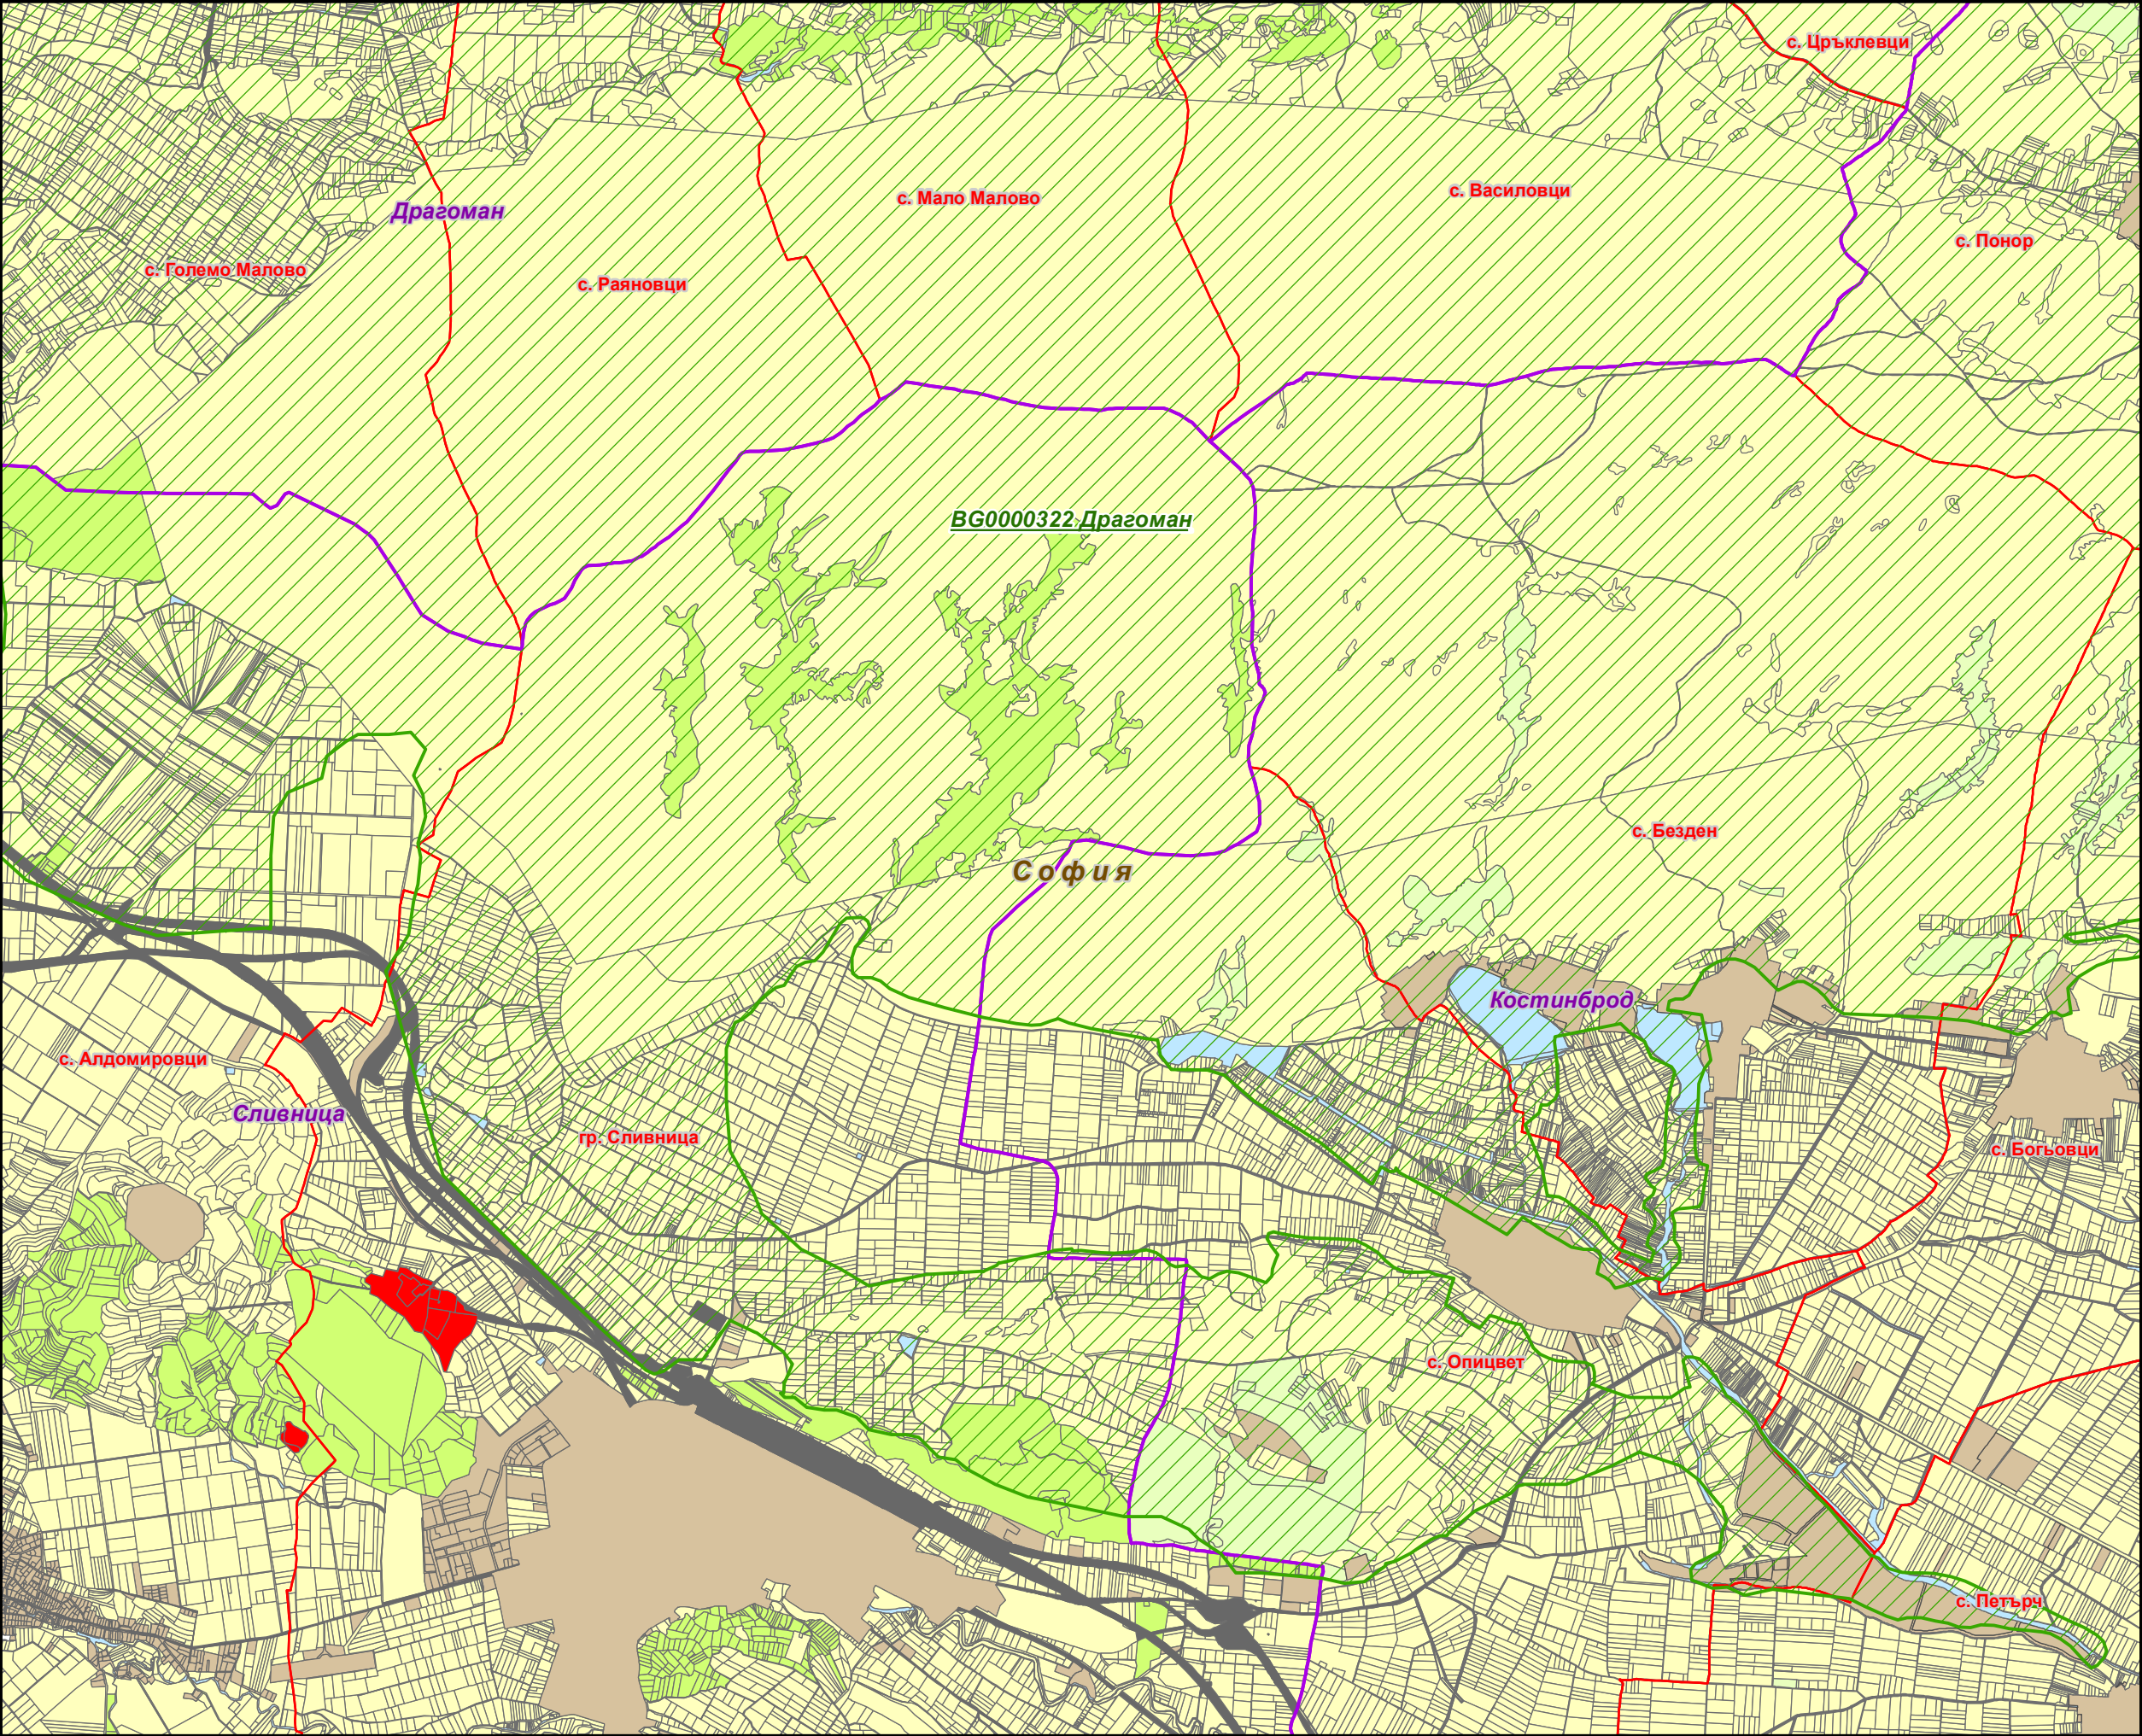 с. Цръклевци
с. Василовци
с. Мало Малово
Драгоман
с. Понор
с. Големо Малово
с. Раяновци
BG0000322 Драгоман
с. Безден
София
Костинброд
с. Алдомировци
Сливница
гр. Сливница
с. Богьовци
с. Опицвет
с. Петърч